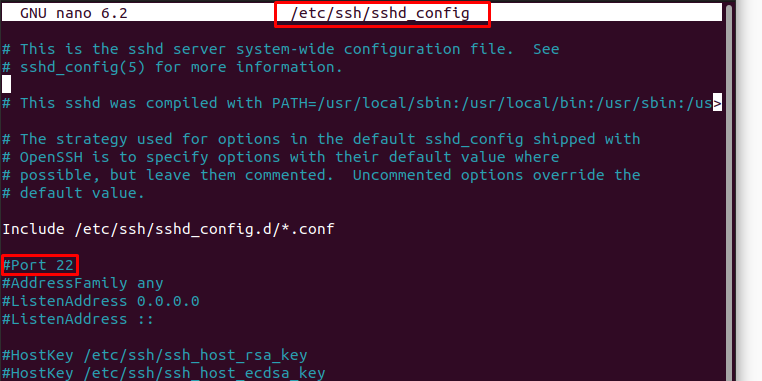 GNU nano 6.2 /etc/ssh/sshd_config
# This is the sshd server system-wide configuration file.  See
# sshd_config(5) for more information.
# This sshd was compiled with PATH=/usr/local/sbin:/usr/local/bin:/usr/sbin:/us>
# The strategy used for options in the default sshd_config shipped with
# OpenSSH is to specify options with their default value where
# possible, but leave them commented.  Uncommented options override the
# default value.
Include /etc/ssh/sshd_config.d/*.conf
#Port 22
#AddressFamily any
#ListenAddress 0.0.0.0
#ListenAddress ::
#HostKey /etc/ssh/ssh_host_rsa_key
#HostKey /etc/ssh/ssh_host_ecdsa_key